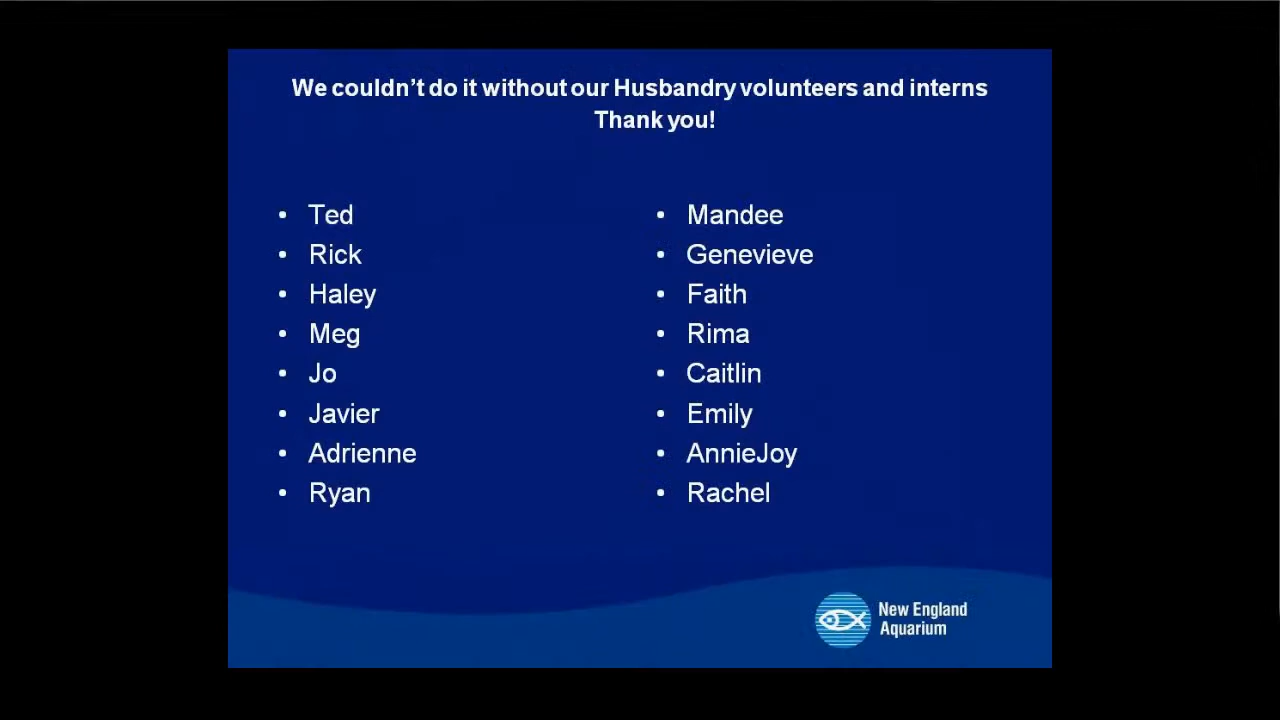 We couldn't do it without our Husbandry volunteers and interns
Thank you!
• Ted
• Rick
• Haley
• Meg
• Jo
• Javier
• Adrienne
• Ryan
• Mandee
• Genevieve
• Faith
• Rima
• Caitlin
• Emily
• AnnieJoy
• Rachel
New England
Aquarium